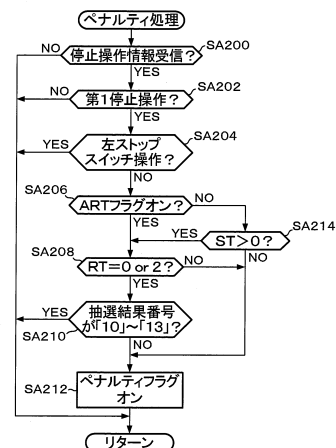 ペナルティ処理
NO
停止操作情報受信?
SA200
YES
NO
第1停止操作?
SA202
YES
YES
左ストップ
スイッチ操作?
SA204
NO
SA206
ARTフラグオン?
NO
YES
YES
ST>0?
SA214
SA208
RT=0 or 2?
NO
NO
YES
YES
抽選結果番号
が「10」~「13」?
SA210
NO
SA212
ペナルティフラグ
オン
リターン